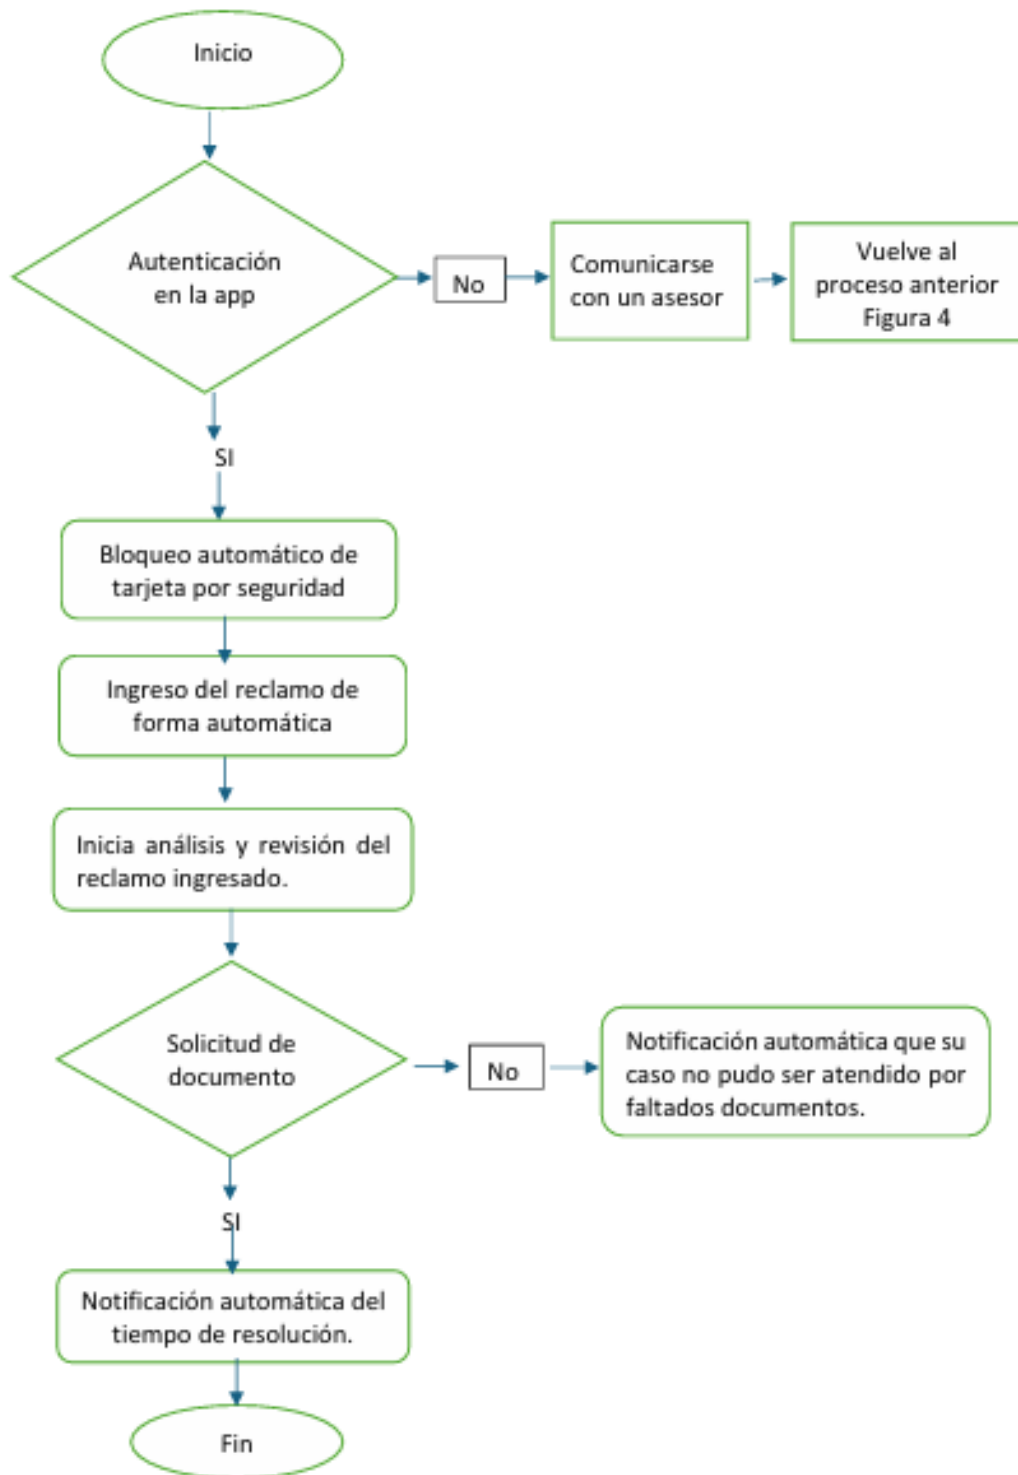 Inicio
Autenticación
en la app
No
Comunicarse
con un asesor
Vuelve al
proceso anterior
Figura 4
SI
Bloqueo automático de
tarjeta por seguridad
Ingreso del reclamo de
forma automática
Inicia análisis y revisión del
reclamo ingresado.
Solicitud de
documento
No
Notificación automática que su
caso no pudo ser atendido por
faltados documentos.
SI
Notificación automática del
tiempo de resolución.
Fin